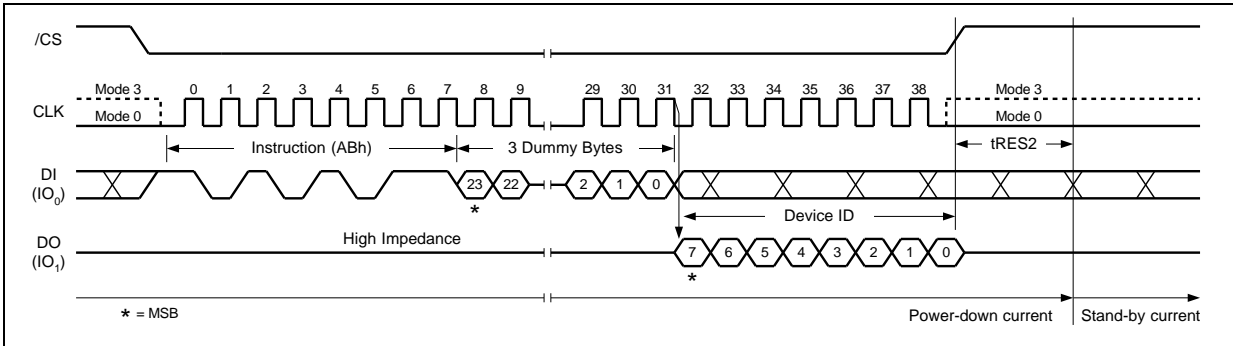 /CS
Mode 3 0 1 2 3 4 5 6 7 8 9 29 30 31 32 33 34 35 36 37 38 Mode 3
CLK
Mode 0 Mode 0
Instruction (ABh) 3 Dummy Bytes tRES2
DI
(IO0)
23 22 2 1 0
*
Device ID
High Impedance
DO
(IO1)
7 6 5 4 3 2 1 0
*
* = MSB
Power-down current Stand-by current